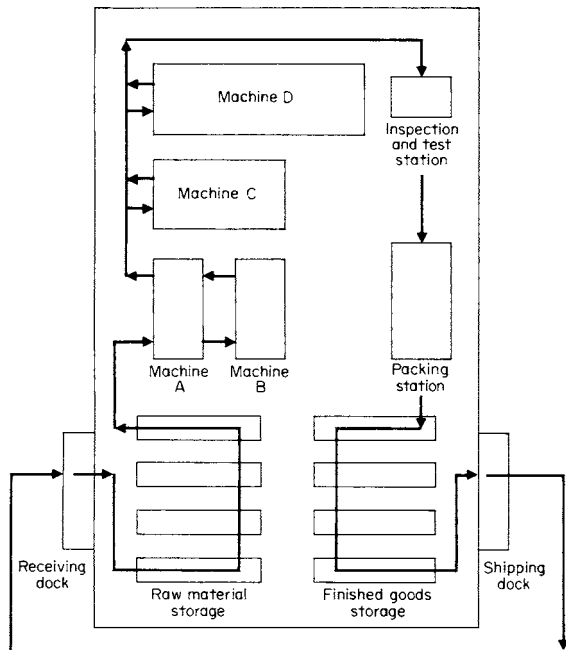 Machine D
Inspection
and test
station
Machine C
Machine
A
Machine
B
Packing
station
Receiving
dock
Raw material
storage
Finished goods
storage
Shipping
dock